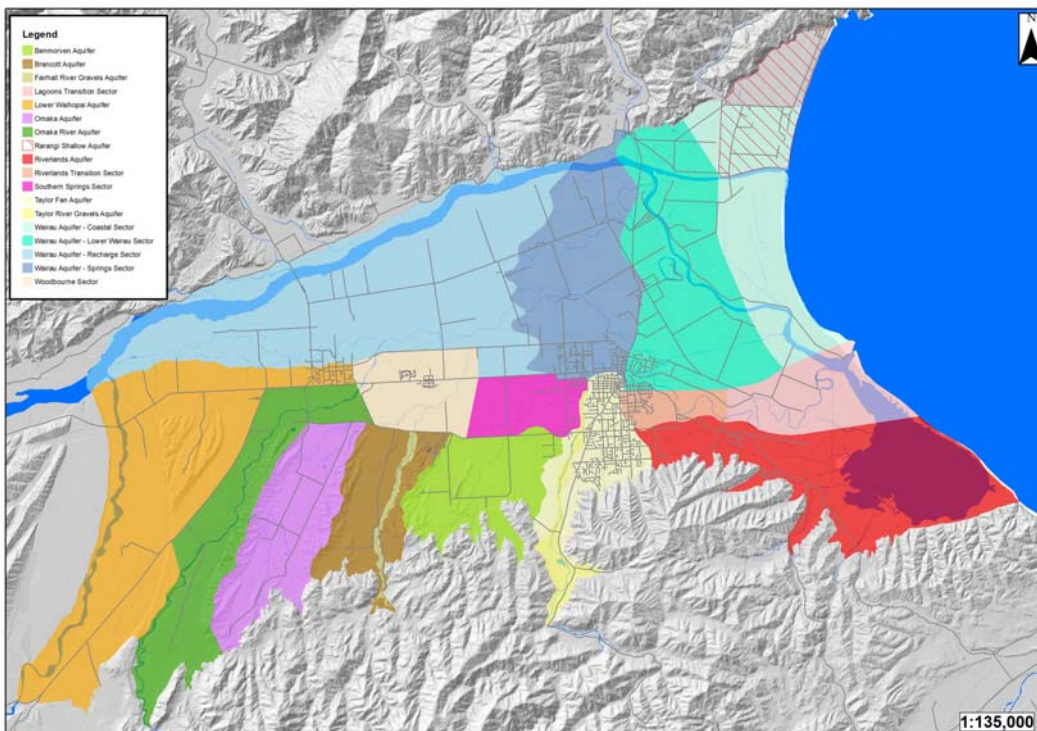 Legend
Benmorven Aquifer
Brancott Aquifer
Fairhall River Gravels Aquifer
Lagoons Transition Sector
Lower Waihopai Aquifer
Omaka Aquifer
Omaka River Aquifer
Rarangi Shallow Aquifer
Riverlands Aquifer
Riverlands Transition Sector
Southern Springs Sector
Taylor Fan Aquifer
Taylor River Gravels Aquifer
Wairau Aquifer - Coastal Sector
Wairau Aquifer - Lower Wairau Sector
Wairau Aquifer - Recharge Sector
Wairau Aquifer - Springs Sector
Woodbourne Sector
N
1:135,000